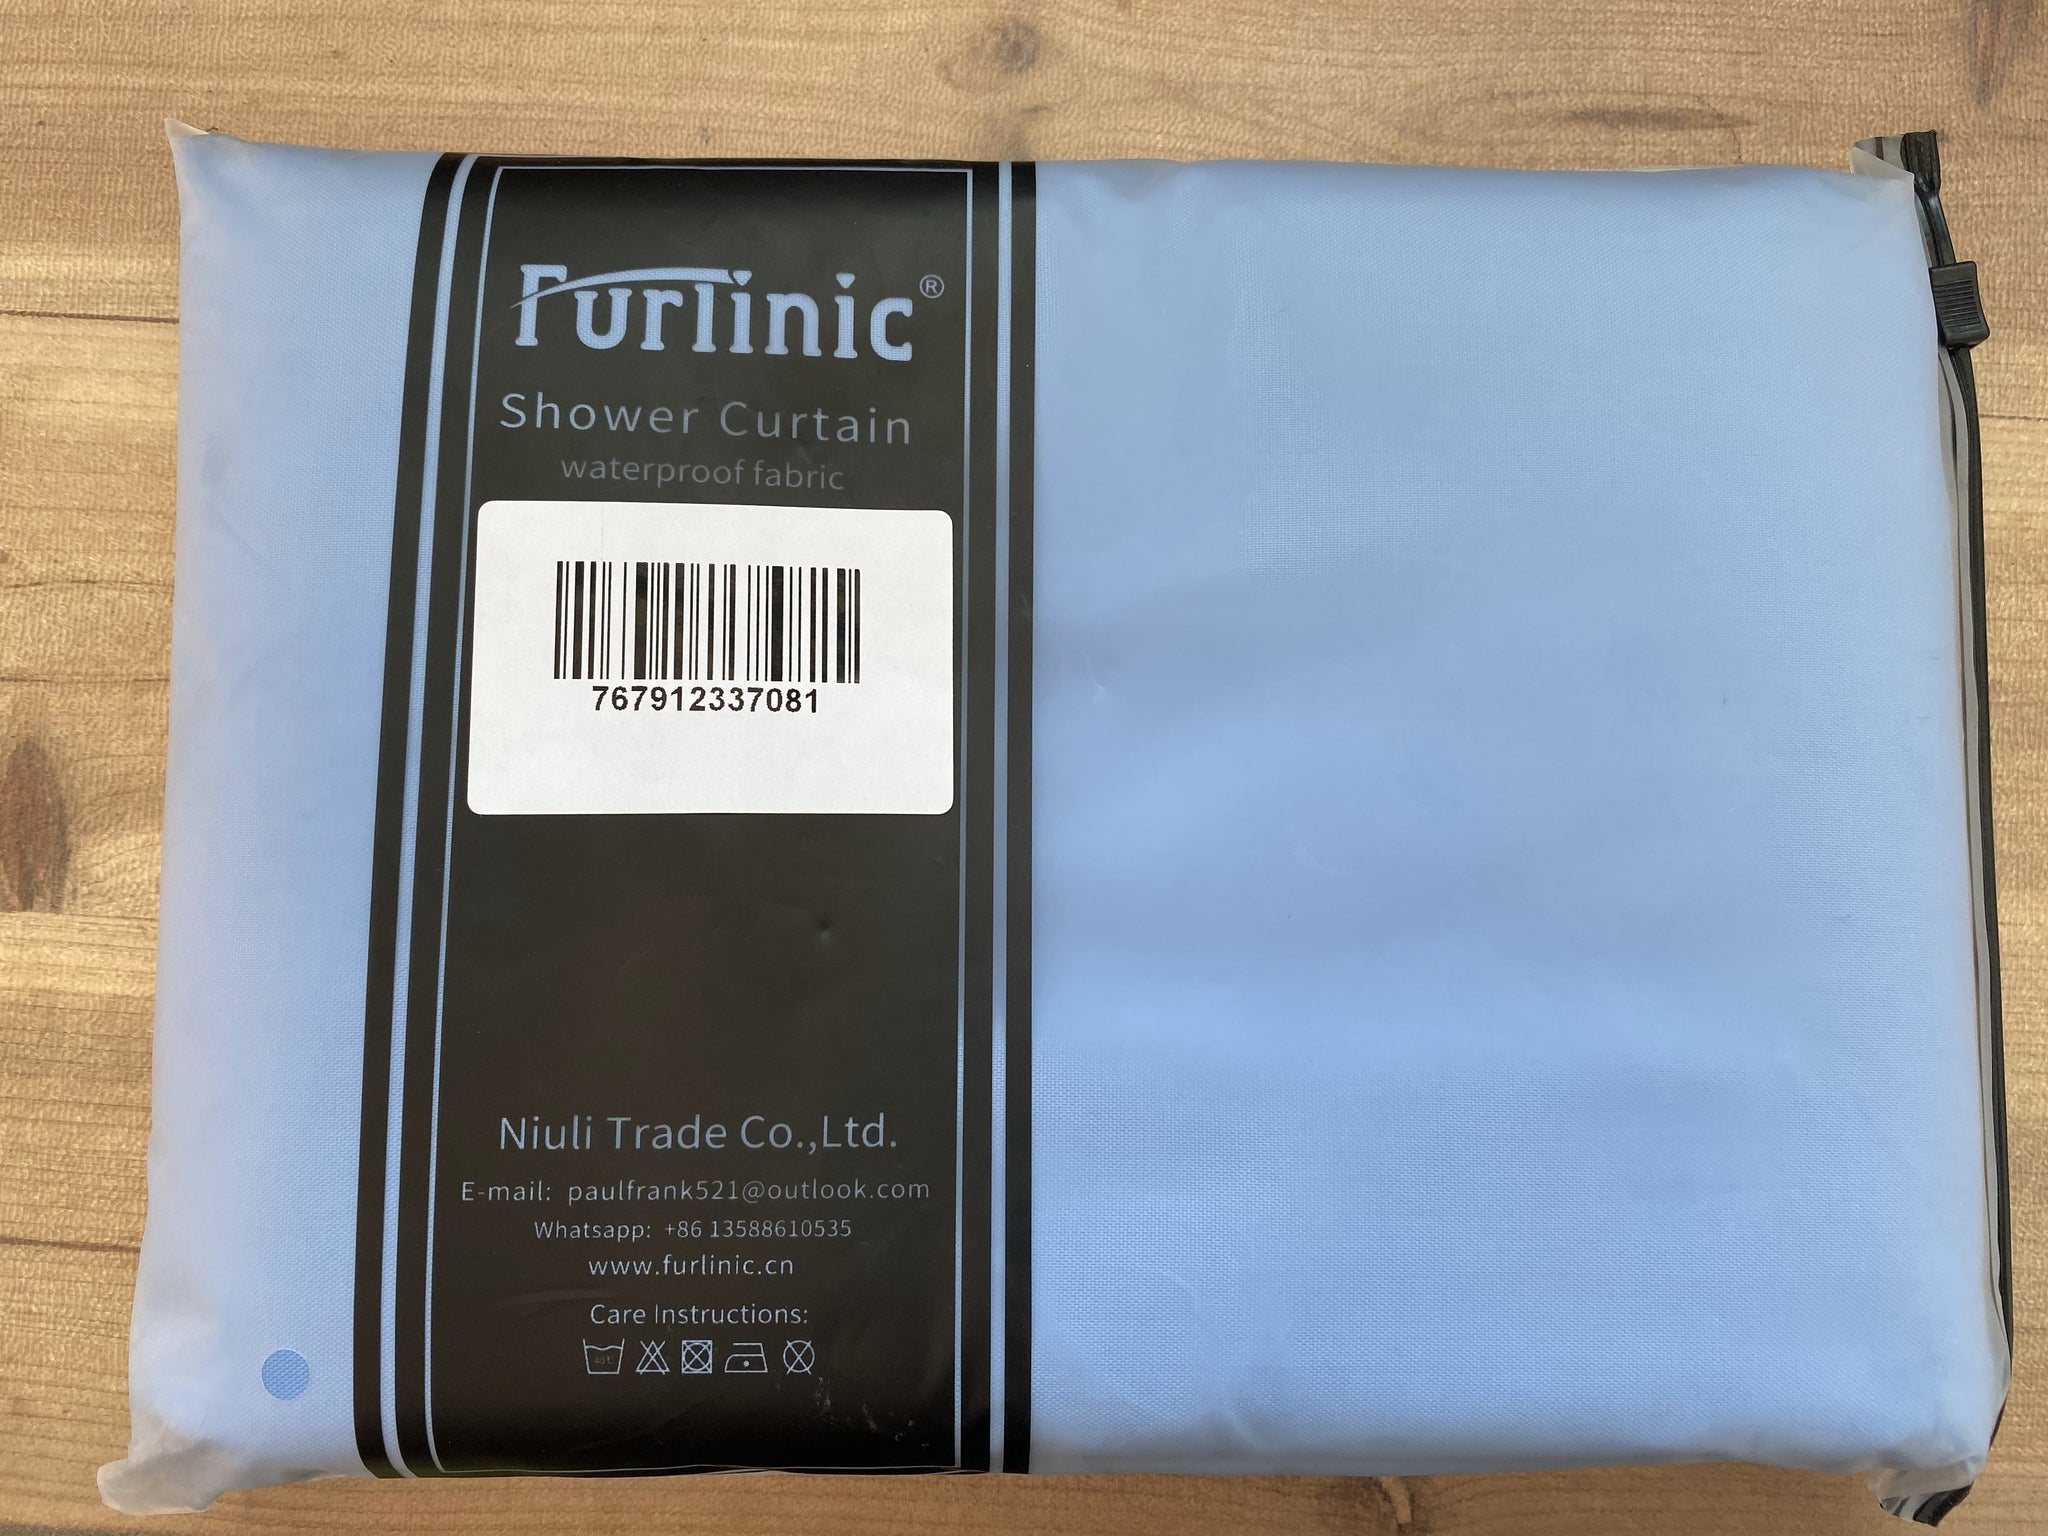 Furlinic®
Shower Curtain
waterproof fabric
767912337081
Niuli Trade Co.,Ltd.
E-mail: paulfrank521@outlook.com
Whatsapp: +86 13588610535
www.furlinic.cn
Care Instructions:
40°C